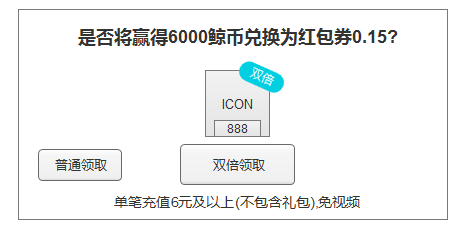 是否将赢得6000鲸币兑换为红包券0.15?
双倍
ICON
888
普通领取
双倍领取
单笔充值6元及以上(不包含礼包),免视频